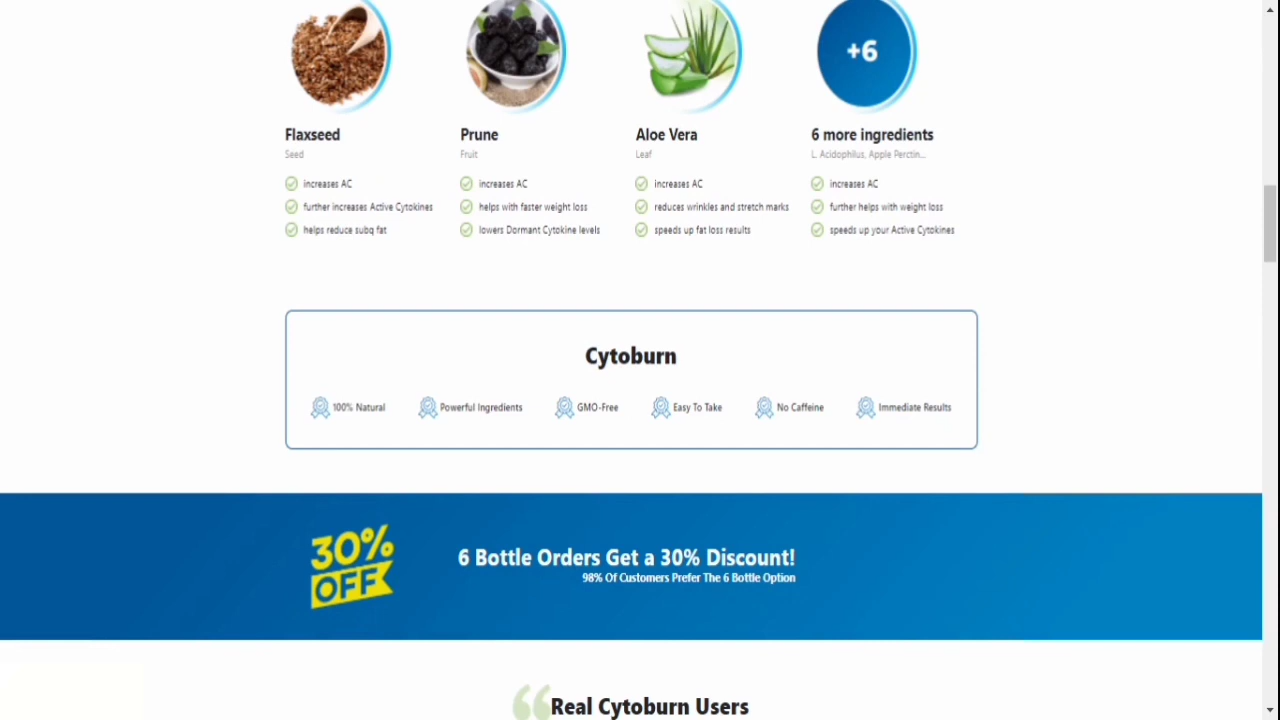 +6
Flaxseed
Seed
increases AC
further increases Active Cytokines
helps reduce subq fat
Prune
Fruit
increases AC
helps with faster weight loss
lowers Dormant Cytokine levels
Aloe Vera
Leaf
increases AC
reduces wrinkles and stretch marks
speeds up fat loss results
6 more ingredients
L. Acidophilus, Apple Perctin...
increases AC
further helps with weight loss
speeds up your Active Cytokines
Cytoburn
100% Natural
Powerful Ingredients
GMO-Free
Easy To Take
No Caffeine
Immediate Results
30%
OFF
6 Bottle Orders Get a 30% Discount!
98% Of Customers Prefer The 6 Bottle Option
Real Cytoburn Users